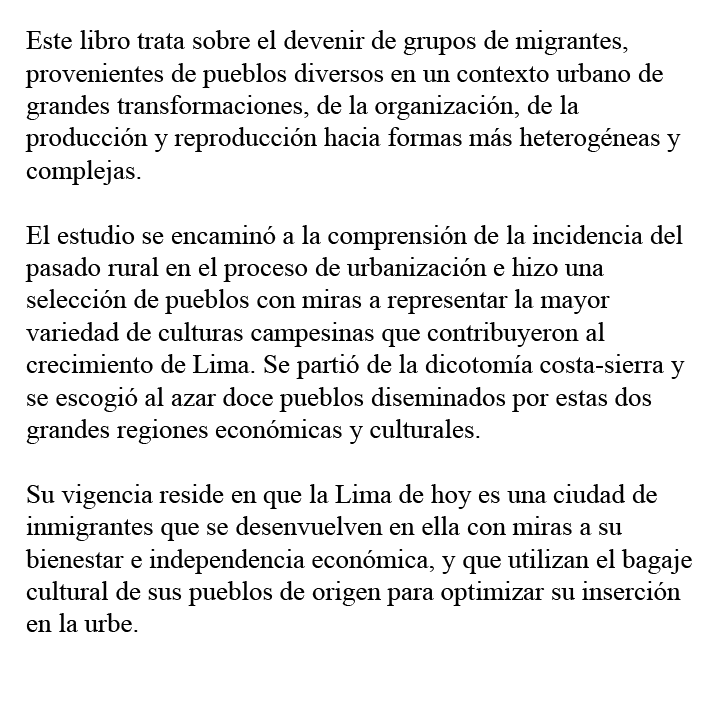 Este libro trata sobre el devenir de grupos de migrantes,
provenientes de pueblos diversos en un contexto urbano de
grandes transformaciones, de la organización, de la
producción y reproducción hacia formas más heterogéneas y
complejas.
El estudio se encaminó a la comprensión de la incidencia del
pasado rural en el proceso de urbanización e hizo una
selección de pueblos con miras a representar la mayor
variedad de culturas campesinas que contribuyeron al
crecimiento de Lima. Se partió de la dicotomía costa-sierra y
se escogió al azar doce pueblos diseminados por estas dos
grandes regiones económicas y culturales.
Su vigencia reside en que la Lima de hoy es una ciudad de
inmigrantes que se desenvuelven en ella con miras a su
bienestar e independencia económica, y que utilizan el bagaje
cultural de sus pueblos de origen para optimizar su inserción
en la urbe.